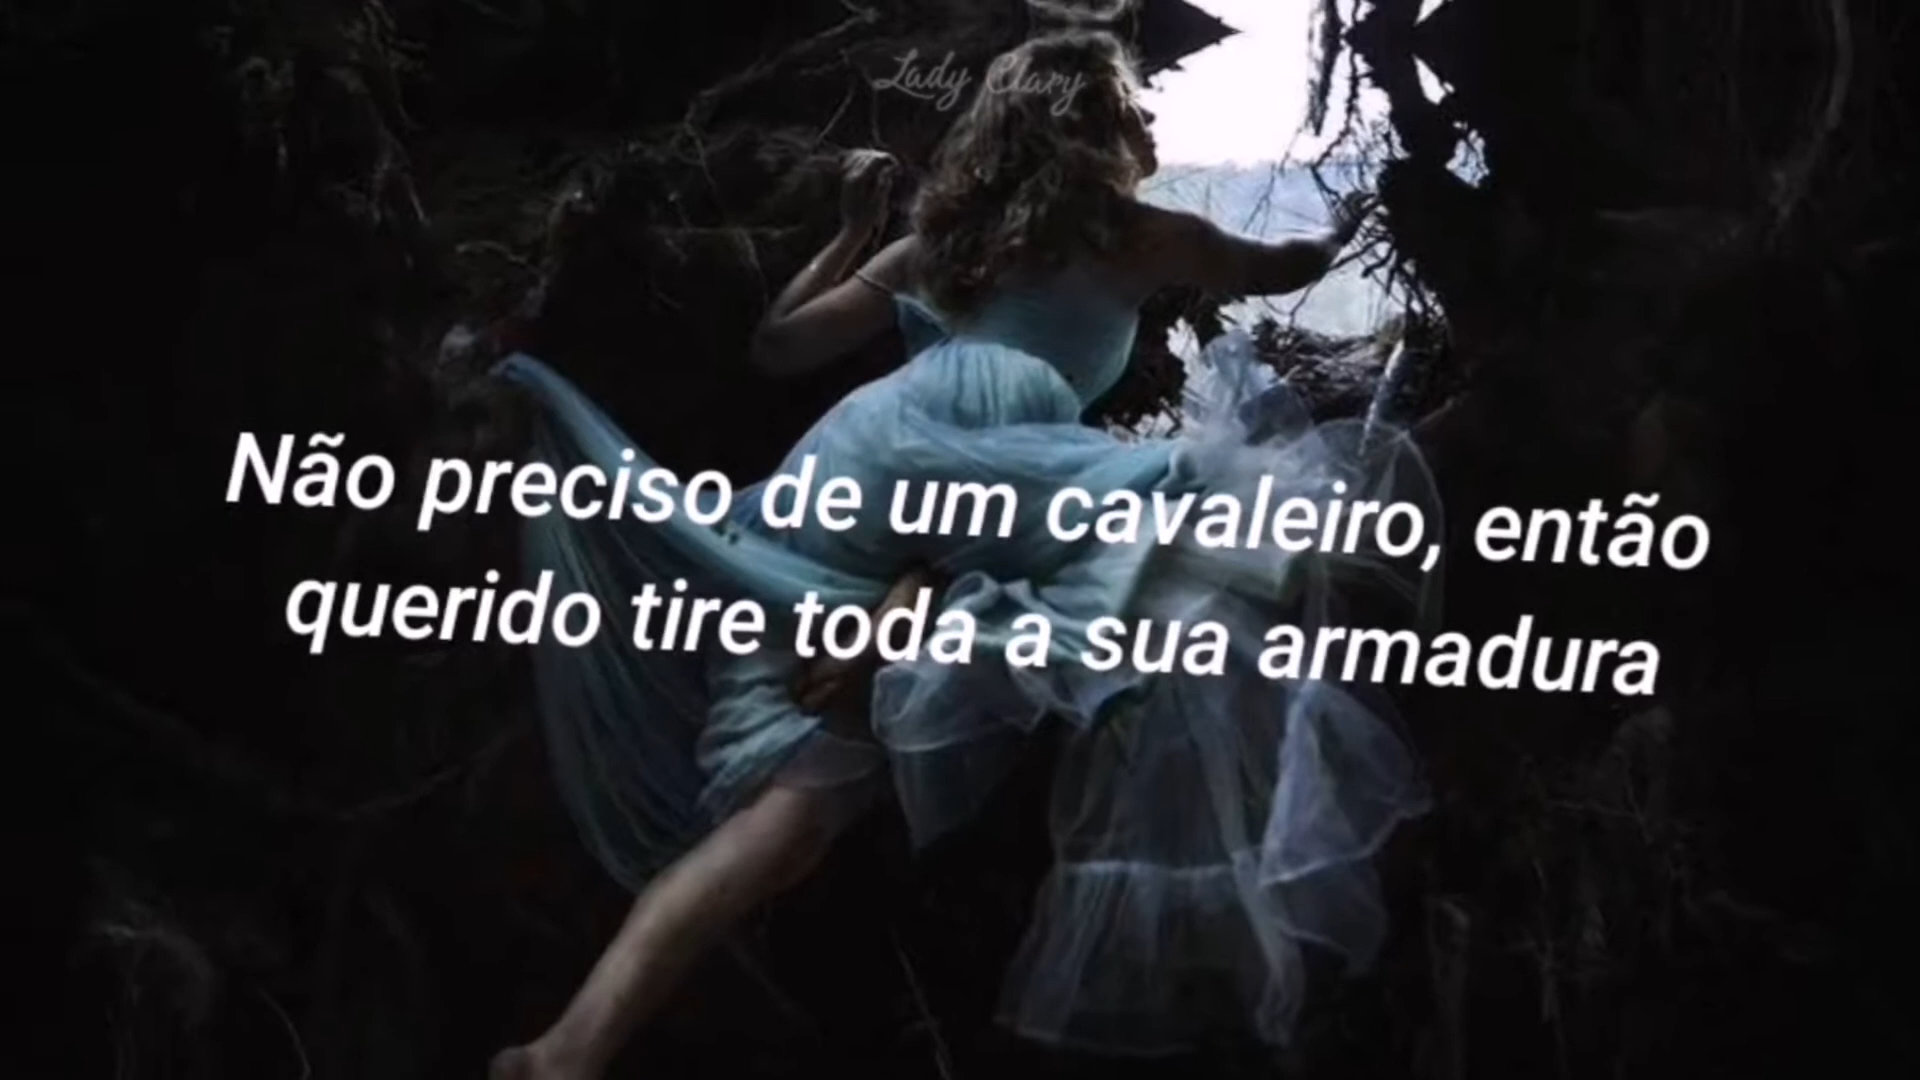 Lady Clary
Não preciso de um cavaleiro, então
querido tire toda a sua armadura